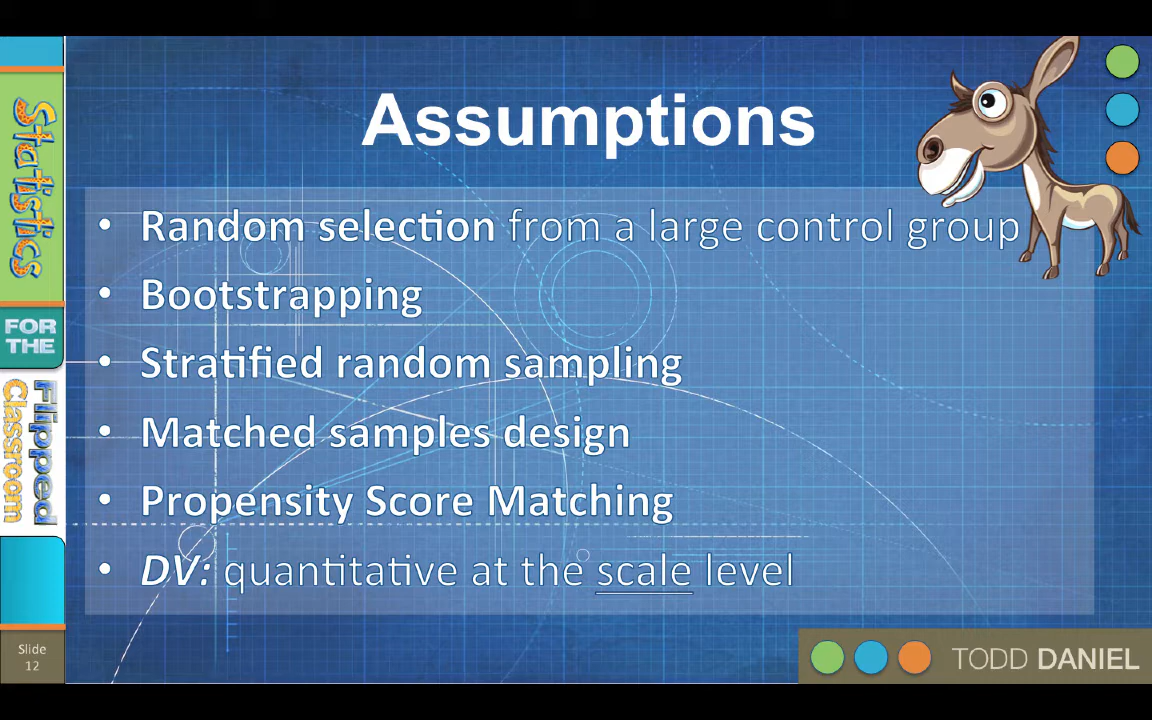 Assumptions
• Random selection from a large control group
• Bootstrapping
• Stratified random sampling
• Matched samples design
• Propensity Score Matching
• DV: quantitative at the scale level
Statistics
FOR
THE
Flipped
Classroom
Slide
12
TODD DANIEL